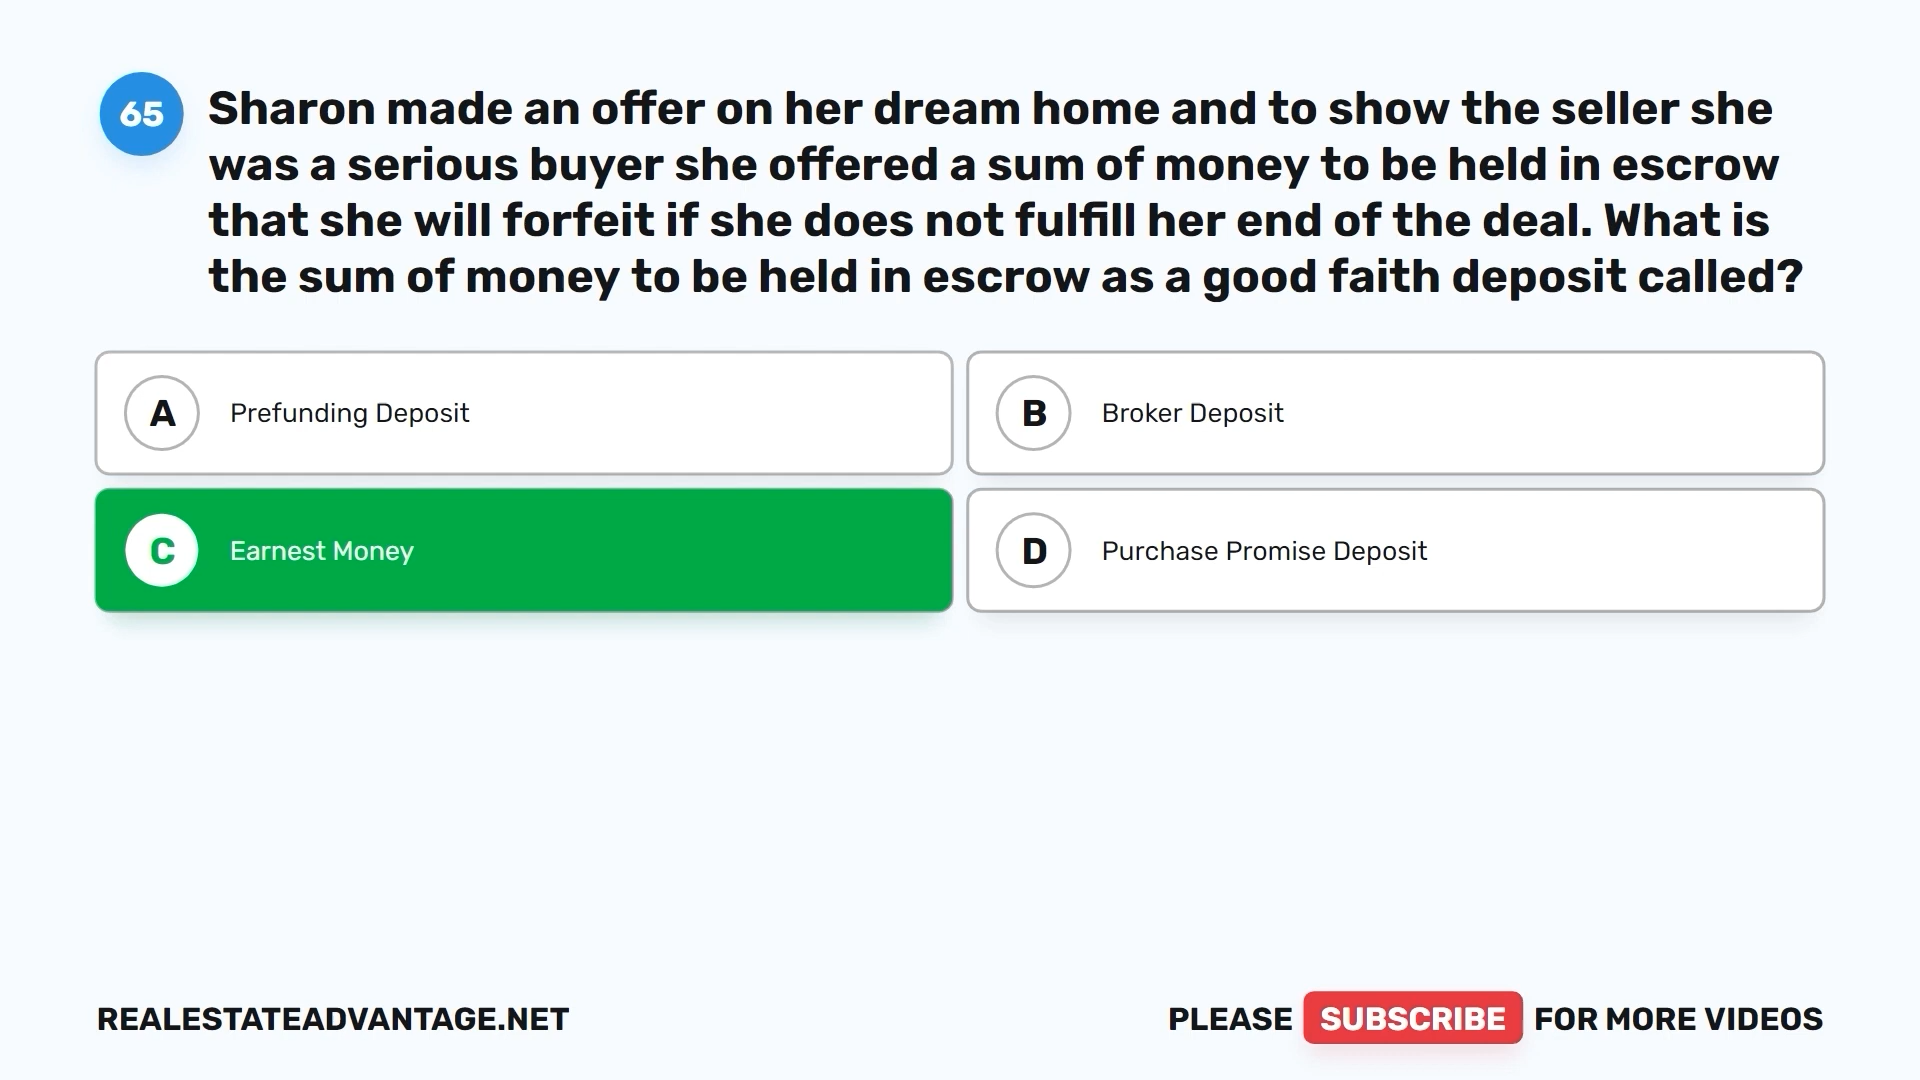 65
Sharon made an offer on her dream home and to show the seller she
was a serious buyer she offered a sum of money to be held in escrow
that she will forfeit if she does not fulfill her end of the deal. What is
the sum of money to be held in escrow as a good faith deposit called?
A Prefunding Deposit
B Broker Deposit
C Earnest Money
D Purchase Promise Deposit
REALESTATEADVANTAGE.NET
PLEASE SUBSCRIBE FOR MORE VIDEOS